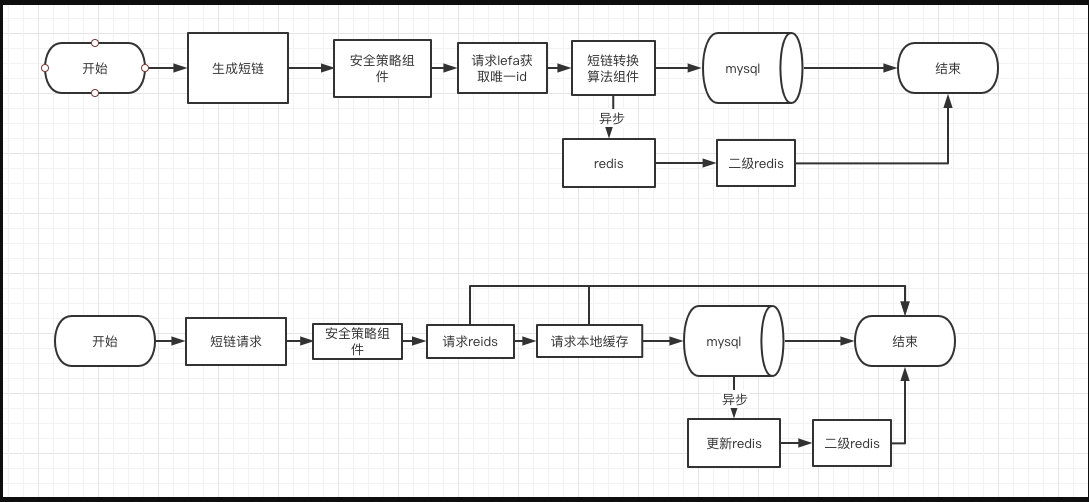 开始
生成短链
安全策略组
件
请求lefa获
取唯一id
短链转换
算法组件
mysql
结束
异步
redis
二级redis
开始
短链请求
安全策略组
件
请求reids
请求本地缓存
mysql
结束
异步
更新redis
二级redis